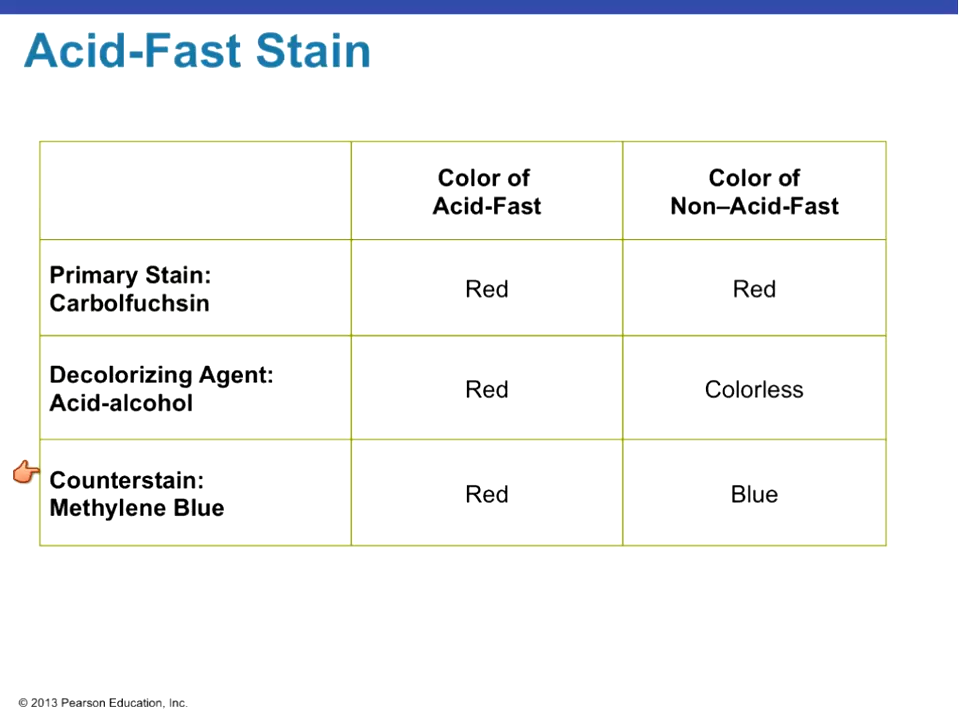 Acid-Fast Stain
Color of
Acid-Fast
Color of
Non–Acid-Fast
Primary Stain:
Carbolfuchsin
Red
Red
Decolorizing Agent:
Acid-alcohol
Red
Colorless
Counterstain:
Methylene Blue
Red
Blue
© 2013 Pearson Education, Inc.